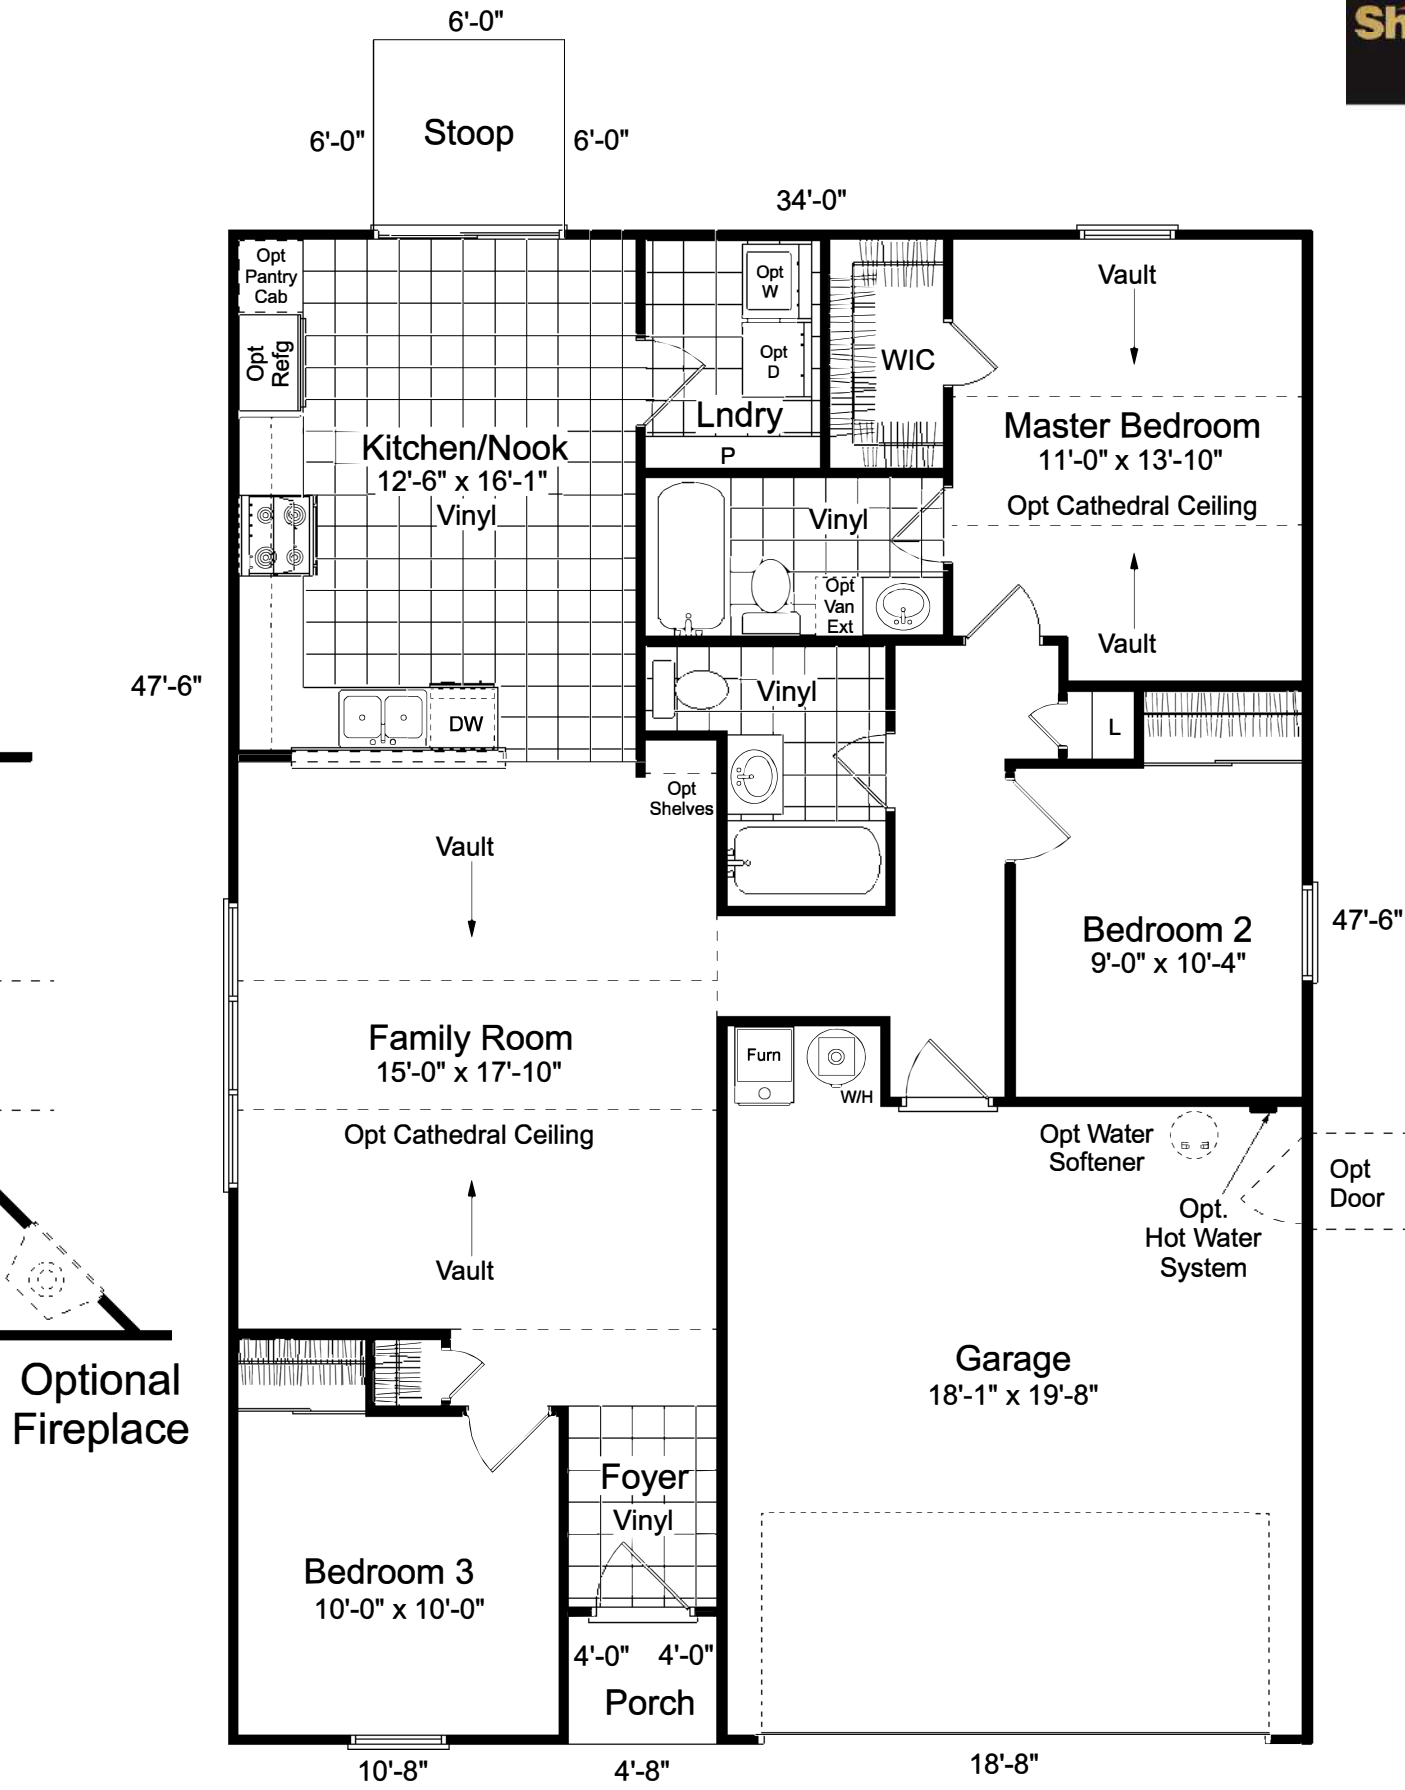 6'-0"
Sh
6'-0"
Stoop
6'-0"
34'-0"
Opt
Pantry
Cab
Opt
W
Vault
Opt
Refg
Opt
D
WIC
Lndry
Master Bedroom
11'-0" x 13'-10"
Kitchen/Nook
12'-6" x 16'-1"
Vinyl
P
Opt Cathedral Ceiling
Vinyl
Opt
Van
Ext
Vault
47'-6"
Vinyl
DW
L
Opt
Shelves
Vault
Bedroom 2
9'-0" x 10'-4"
47'-6"
Family Room
15'-0" x 17'-10"
Furn
W/H
Opt Cathedral Ceiling
Opt Water
Softener
Opt
Door
Opt.
Hot Water
System
Vault
Optional
Fireplace
Garage
18'-1" x 19'-8"
Foyer
Vinyl
Bedroom 3
10'-0" x 10'-0"
4'-0" 4'-0"
Porch
10'-8"
4'-8"
18'-8"